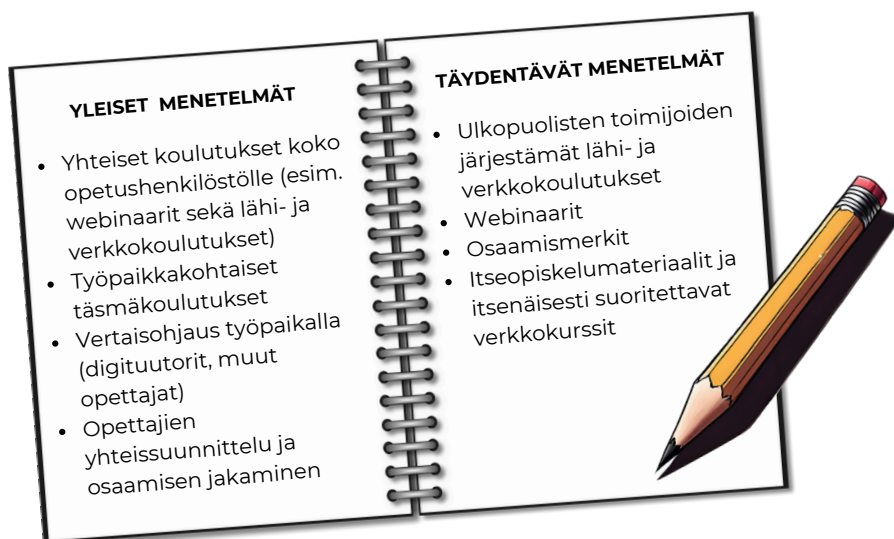 YLEISET MENETELMÄT
• Yhteiset koulutukset koko
opetushenkilöstölle (esim.
webinaarit sekä lähi- ja
verkkokoulutukset)
• Työpaikkakohtaiset
täsmäkoulutukset
• Vertaisohjaus työpaikalla
(digituutorit, muut
opettajat)
• Opettajien
yhteissuunnittelu ja
osaamisen jakaminen
TÄYDENTÄVÄT MENETELMÄT
• Ulkopuolisten toimijoiden
järjestämät lähi- ja
verkkokoulutukset
• Webinaarit
• Osaamismerkit
• Itseopiskelumateriaalit ja
itsenäisesti suoritettavat
verkkokurssit